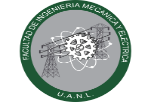 FACULTAD DE INGENIERIA MECANICA Y ELECTRICA
U.A.N.L.